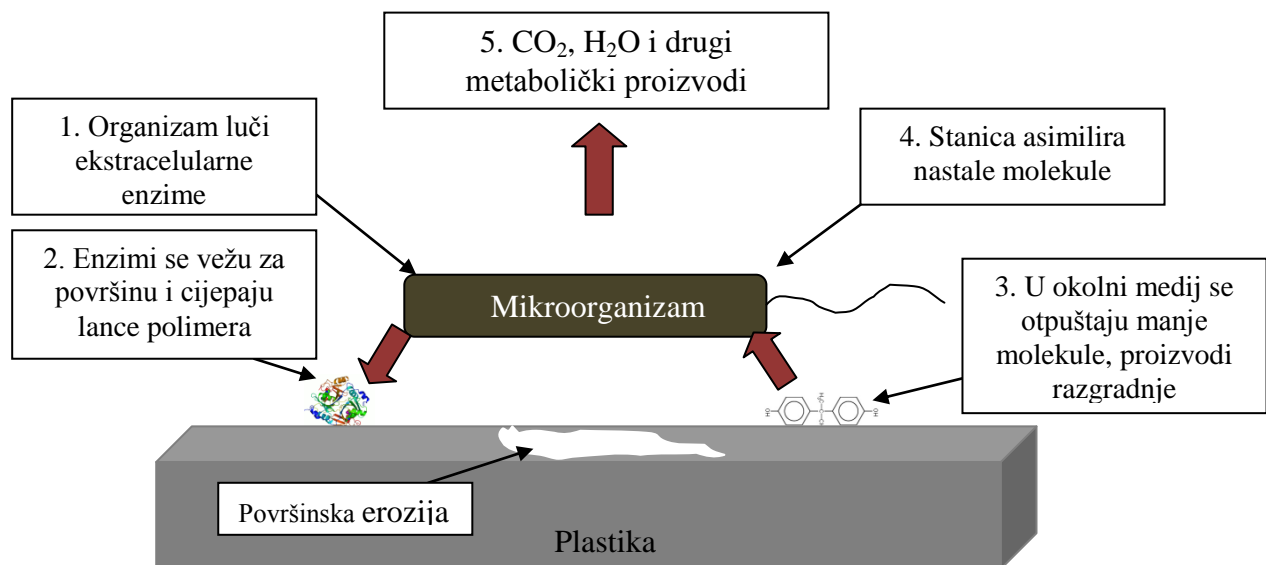 5. CO₂, H₂O i drugi
metabolički proizvodi
1. Organizam luči
ekstracelularne
enzime
4. Stanica asimilira
nastale molekule
2. Enzimi se vežu za
površinu i cijepaju
lance polimera
Mikroorganizam
3. U okolni medij se
otpuštaju manje
molekule, proizvodi
razgradnje
Površinska erozija
Plastika